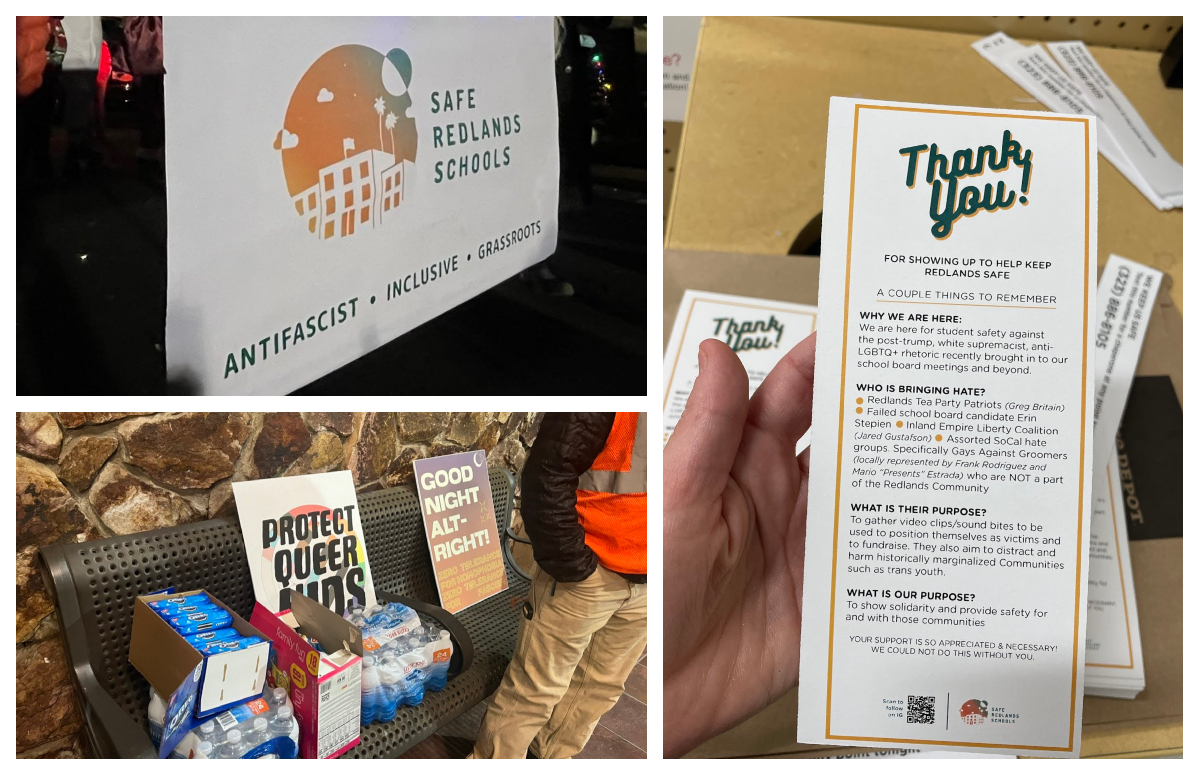 SAFE
REDLANDS
SCHOOLS
ANTIFASCIST • INCLUSIVE • GRASSROOTS
PROTECT
QUEER
KIDS
GOOD
NIGHT
ALT-
RIGHT!
family fun
24
Thank
You!
Thank
You!
FOR SHOWING UP TO HELP KEEP
REDLANDS SAFE
A COUPLE THINGS TO REMEMBER
WHY WE ARE HERE:
We are here for student safety against
the post-trump, white supremacist, anti-
LGBTQ+ rhetoric recently brought in to our
school board meetings and beyond.
WHO IS BRINGING HATE?
● Redlands Tea Party Patriots (Greg Britain)
● Failed school board candidate Erin
Stepien ● Inland Empire Liberty Coalition
(Jared Gustafson) ● Assorted SoCal hate
groups. Specifically Gays Against Groomers
(locally represented by Frank Rodriguez and
Mario "Presents" Estrada) who are NOT a part
of the Redlands Community
WHAT IS THEIR PURPOSE?
To gather video clips/sound bites to be
used to position themselves as victims and
to fundraise. They also aim to distract and
harm historically marginalized Communities
such as trans youth.
WHAT IS OUR PURPOSE?
To show solidarity and provide safety for
and with those communities
YOUR SUPPORT IS SO APPRECIATED & NECESSARY!
WE COULD NOT DO THIS WITHOUT YOU.
Scan to
follow
on IG
SAFE
REDLANDS
SCHOOLS
WE KEEP US SAFE
DEPOT